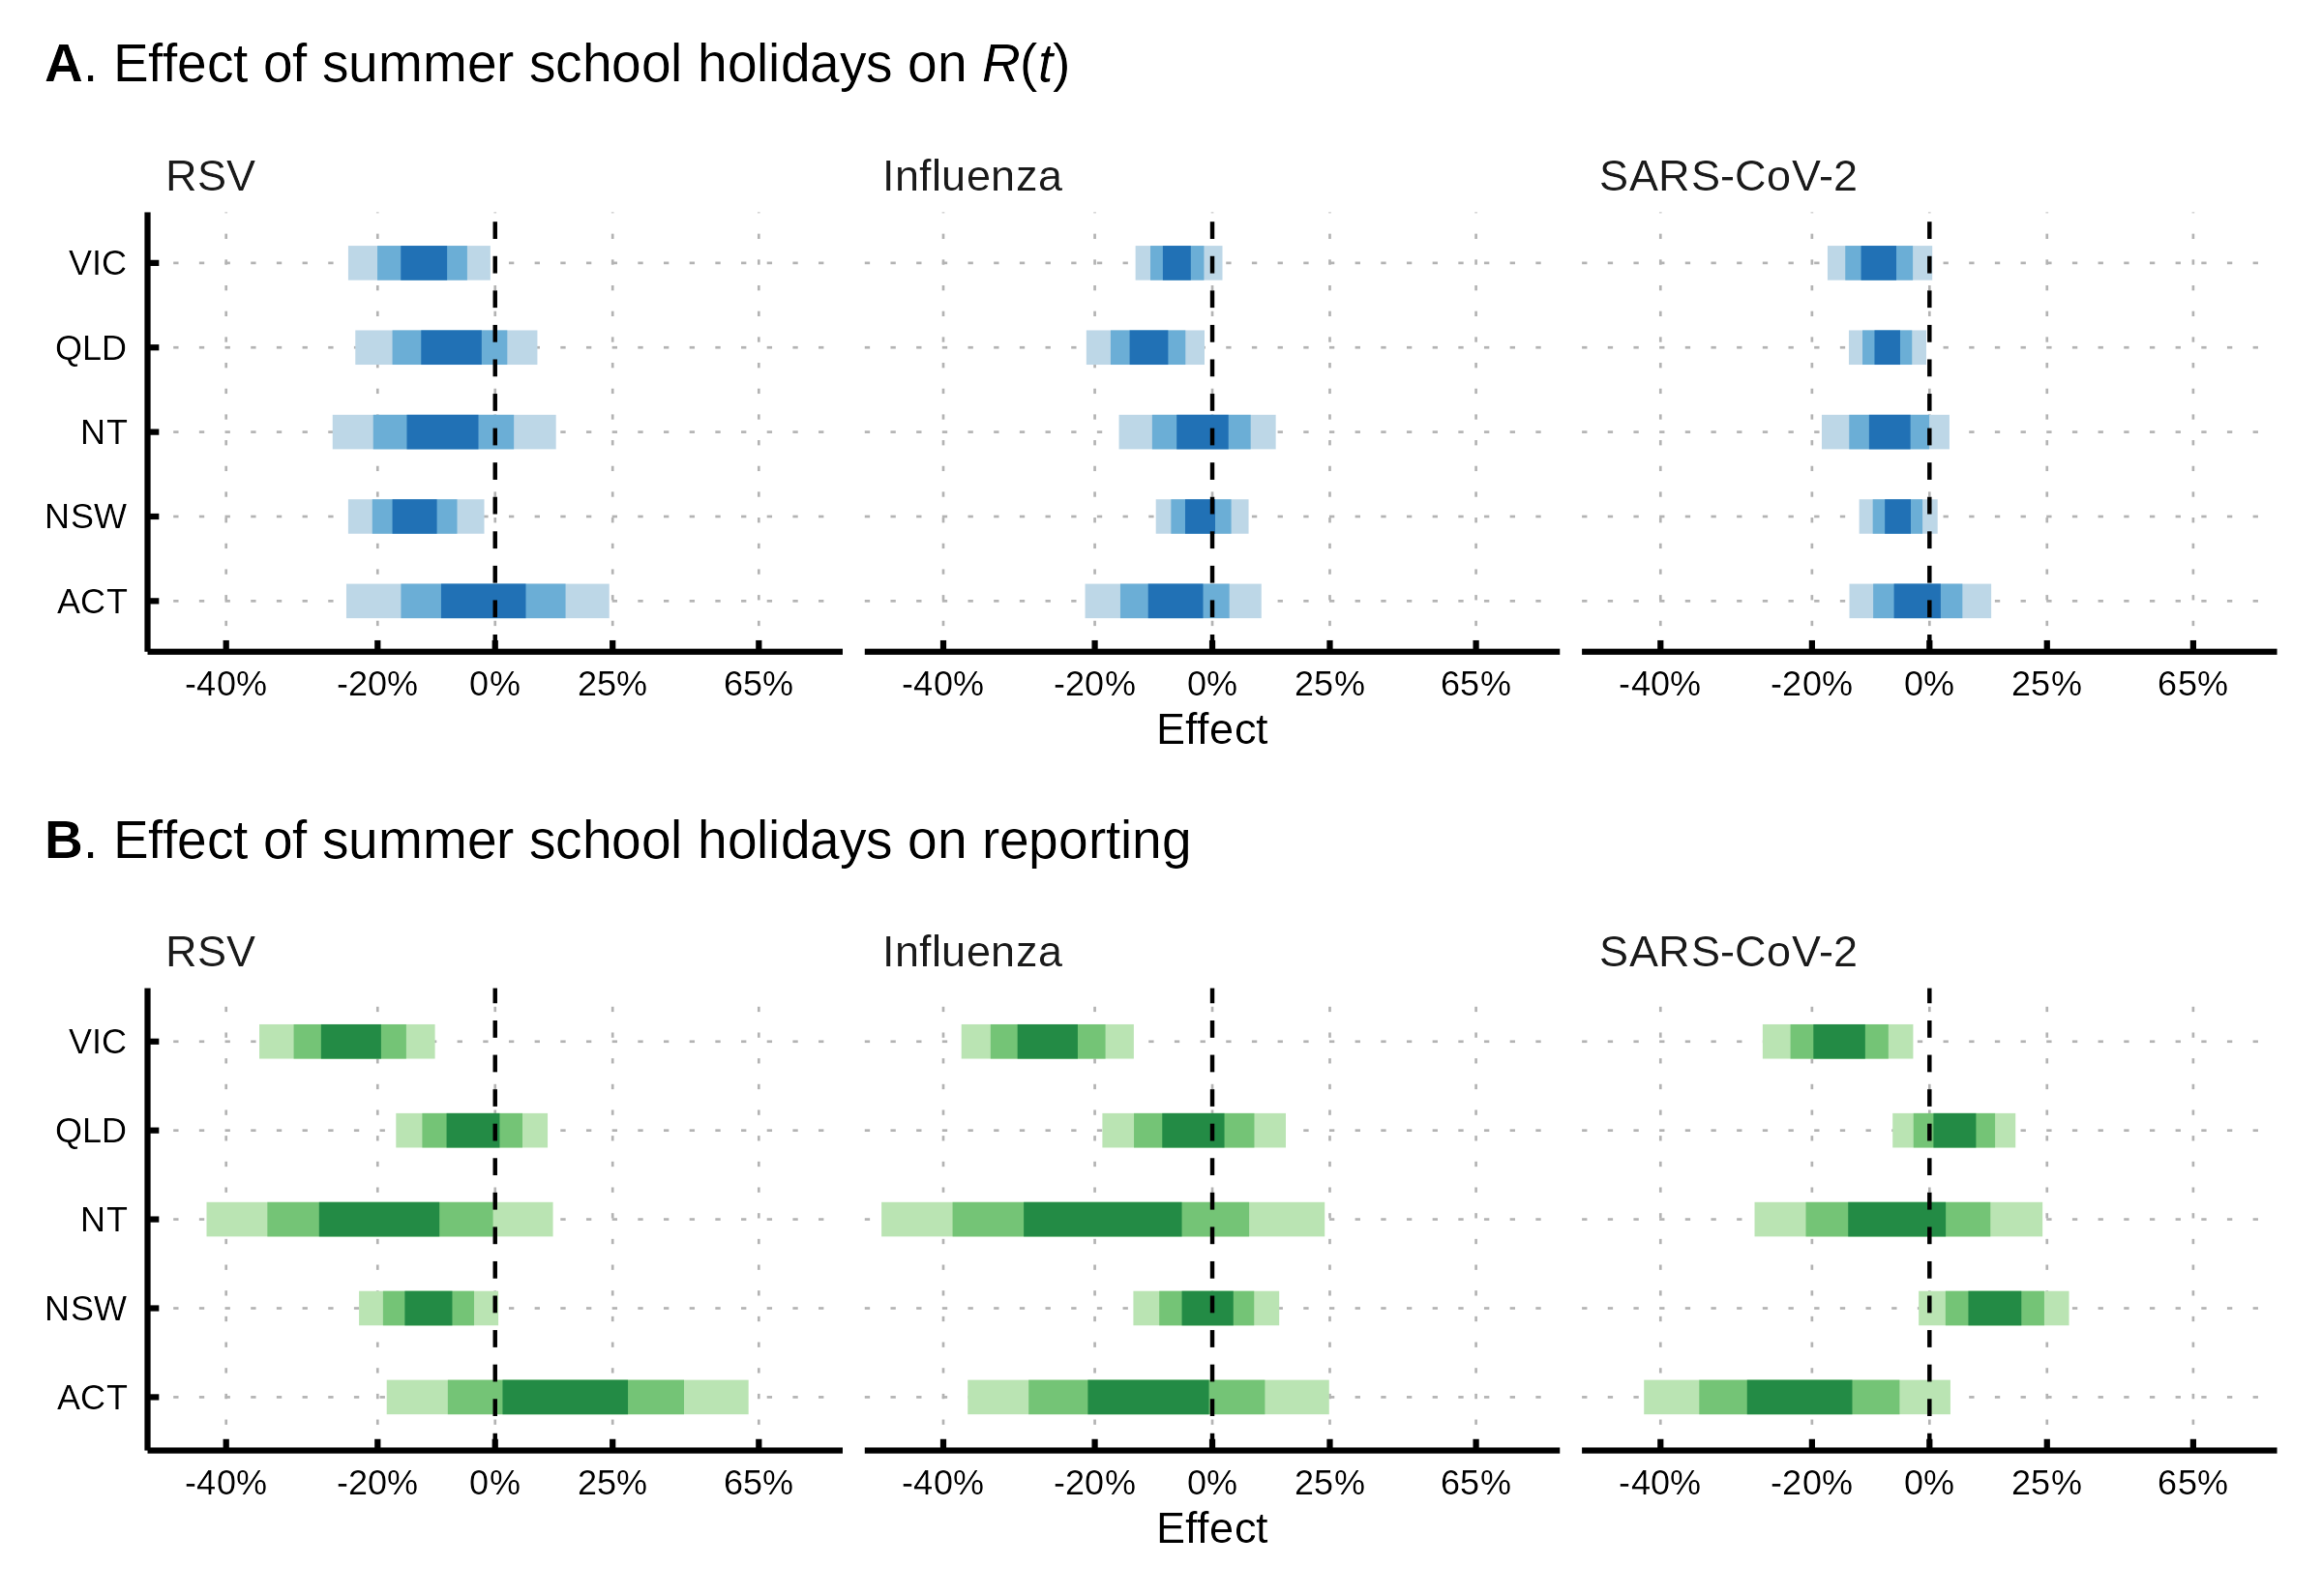 A. Effect of summer school holidays on R(t)
RSV Influenza SARS-CoV-2
VIC
QLD
NT
NSW
ACT
-40% -20% 0% 25% 65% -40% -20% 0% 25% 65% -40% -20% 0% 25% 65%
Effect
B. Effect of summer school holidays on reporting
RSV Influenza SARS-CoV-2
VIC
QLD
NT
NSW
ACT
-40% -20% 0% 25% 65% -40% -20% 0% 25% 65% -40% -20% 0% 25% 65%
Effect